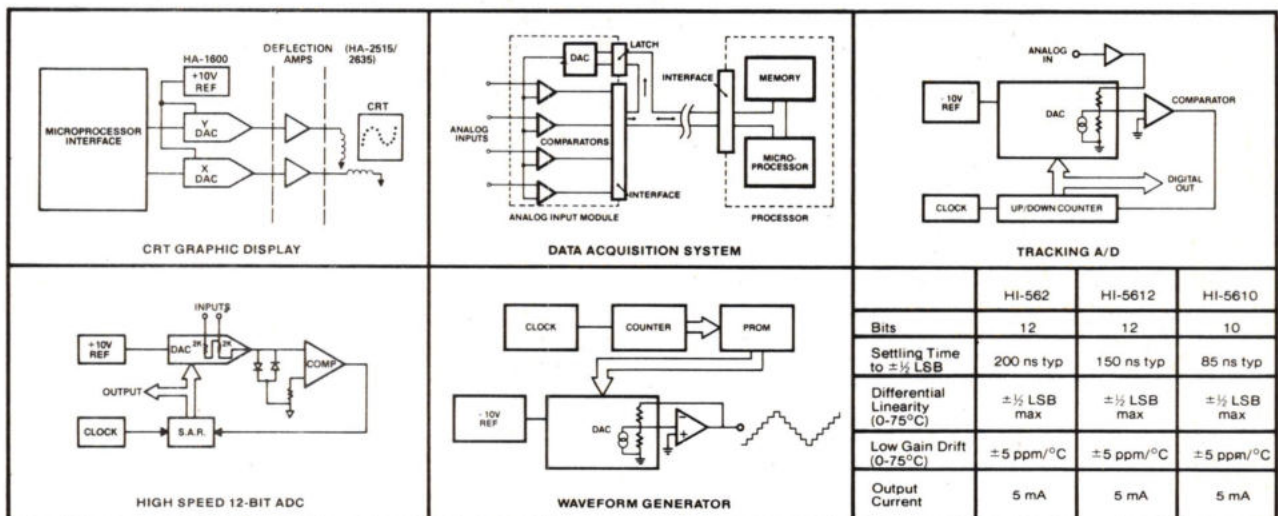 HA-1600
DEFLECTION
AMPS
(HA-2515/
2635)
+10V
REF
MICROPROCESSOR
INTERFACE
Y
DAC
X
DAC
CRT
CRT GRAPHIC DISPLAY
DAC
LATCH
INTERFACE
MEMORY
ANALOG
INPUTS
COMPARATORS
MICRO-
PROCESSOR
INTERFACE
ANALOG INPUT MODULE
PROCESSOR
DATA ACQUISITION SYSTEM
ANALOG
IN
-10V
REF
DAC
COMPARATOR
DIGITAL
OUT
CLOCK
UP/DOWN COUNTER
TRACKING A/D
INPUTS
+10V
REF
DAC
2K
2K
COMP
OUTPUT
CLOCK
S.A.R.
HIGH SPEED 12-BIT ADC
CLOCK
COUNTER
PROM
-10V
REF
DAC
+
WAVEFORM GENERATOR
HI-562 HI-5612 HI-5610
Bits 12 12 10
Settling Time
to ±½ LSB 200 ns typ 150 ns typ 85 ns typ
Differential
Linearity
(0-75°C) ±½ LSB
max ±½ LSB
max ±½ LSB
max
Low Gain Drift
(0-75°C) ±5 ppm/°C ±5 ppm/°C ±5 ppm/°C
Output
Current 5 mA 5 mA 5 mA